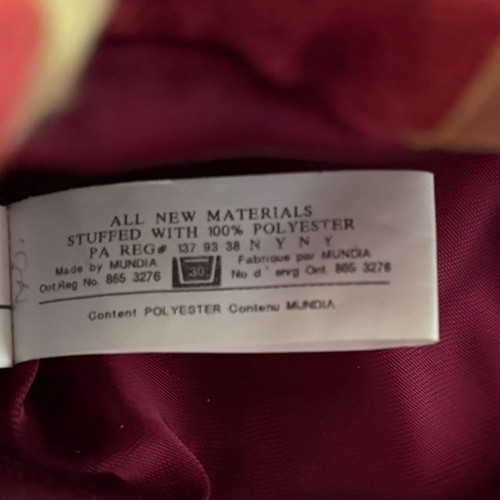 ALL NEW MATERIALS
STUFFED WITH 100% POLYESTER
PA REG# 137 93 38 N Y N Y
Made by MUNDIA 30 Fabrique par MUNDIA
Ont.Reg No. 865 3276 No d' enrg Ont. 865 3276
Content POLYESTER Contenu MUNDIA